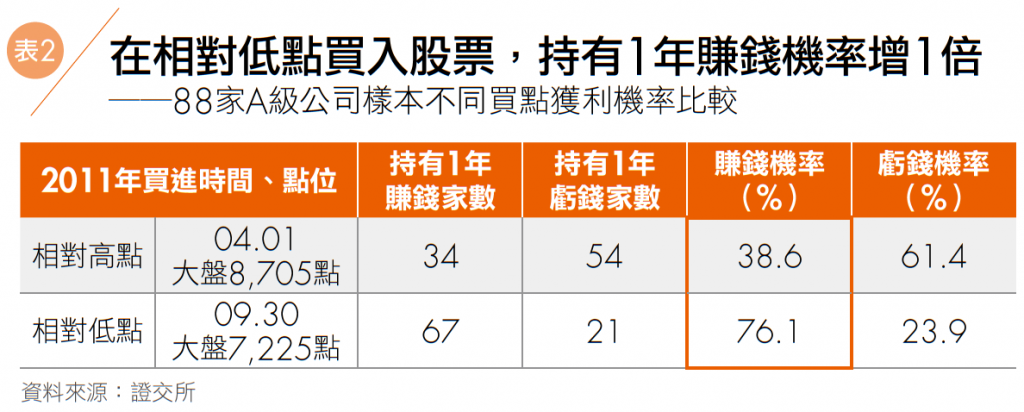 表2
在相對低點買入股票，持有1年賺錢機率增1倍
——88家A級公司樣本不同買點獲利機率比較
2011年買進時間、點位 持有1年賺錢家數 持有1年虧錢家數 賺錢機率（%） 虧錢機率（%）
相對高點 04.01 大盤8,705點 34 54 38.6 61.4
相對低點 09.30 大盤7,225點 67 21 76.1 23.9
資料來源：證交所